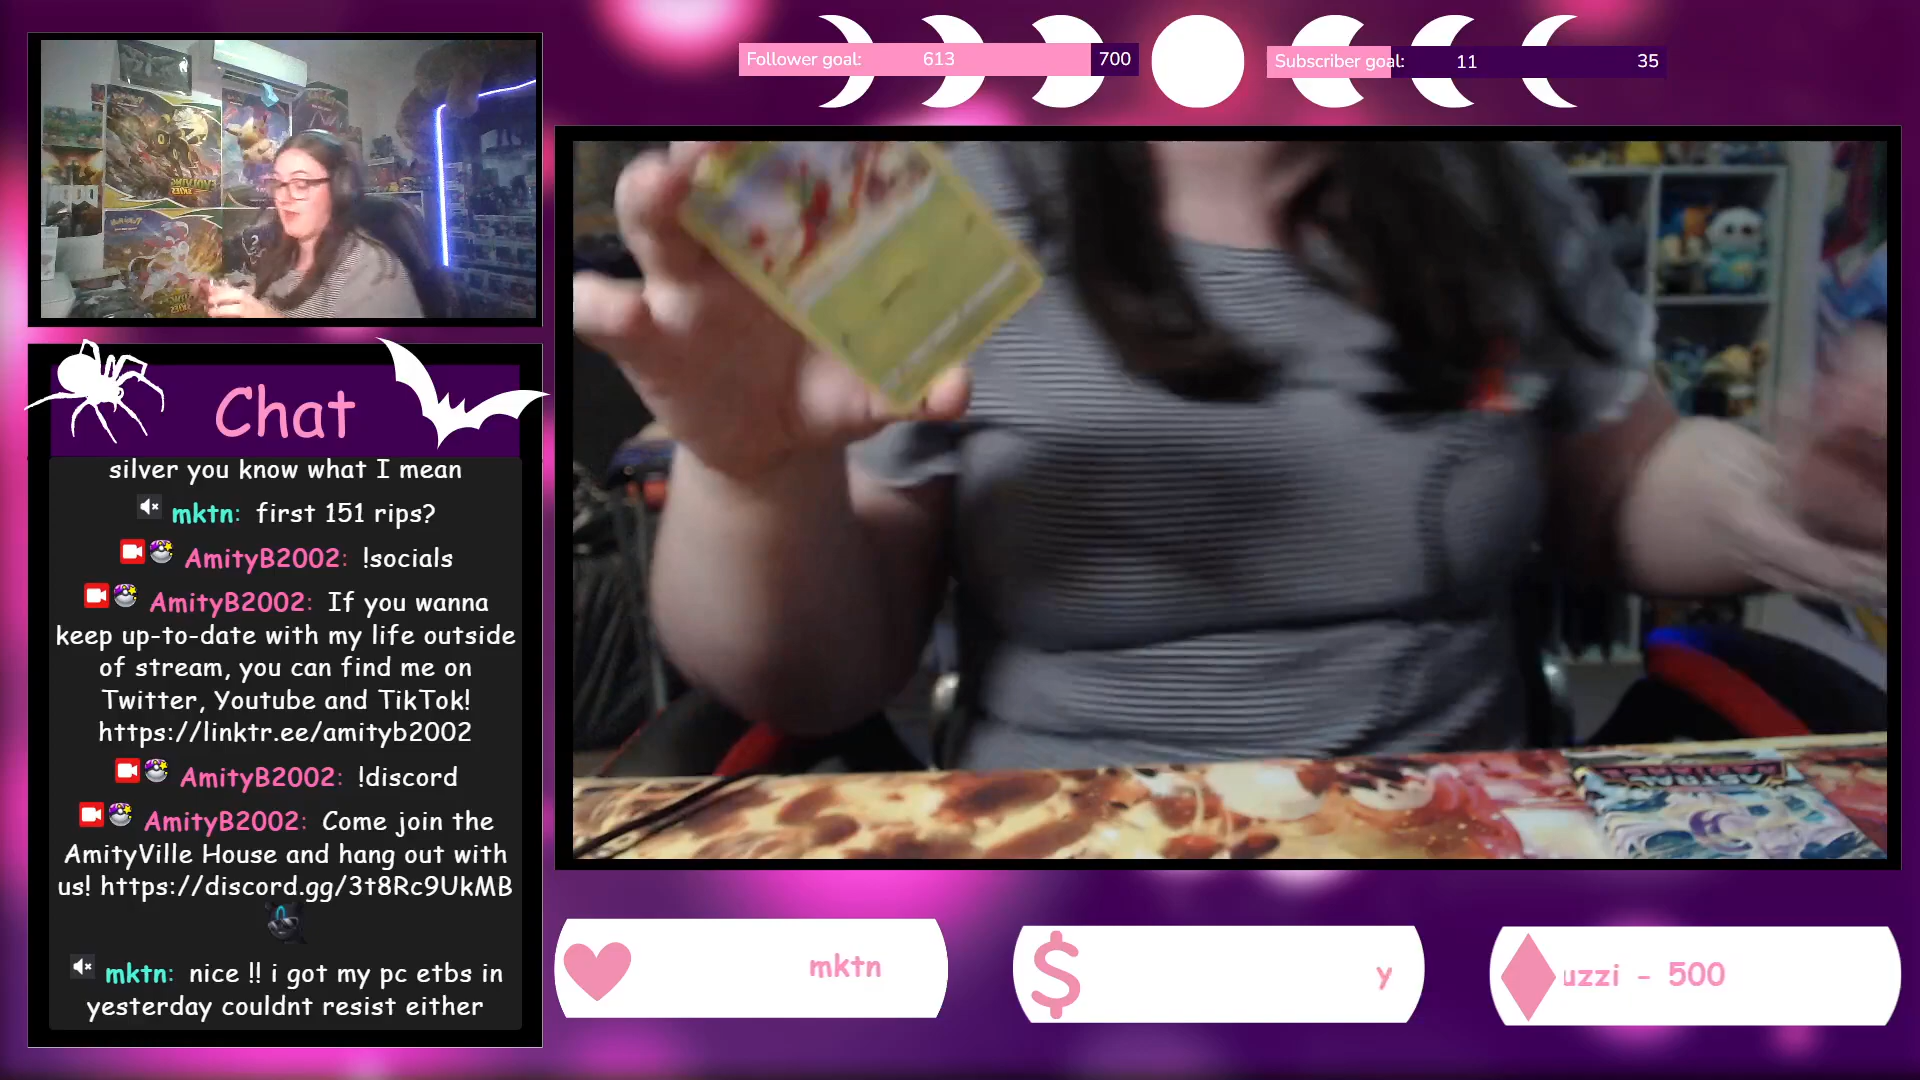 Follower goal: 613 700
Subscriber goal: 11 35
Chat
silver you know what I mean
mktn: first 151 rips?
AmityB2002: !socials
AmityB2002: If you wanna
keep up-to-date with my life outside
of stream, you can find me on
Twitter, Youtube and TikTok!
https://linktr.ee/amityb2002
AmityB2002: !discord
AmityB2002: Come join the
AmityVille House and hang out with
us! https://discord.gg/3t8Rc9UkMB
mktn: nice !! i got my pc etbs in
yesterday couldnt resist either
mktn
$ y
uzzi - 500